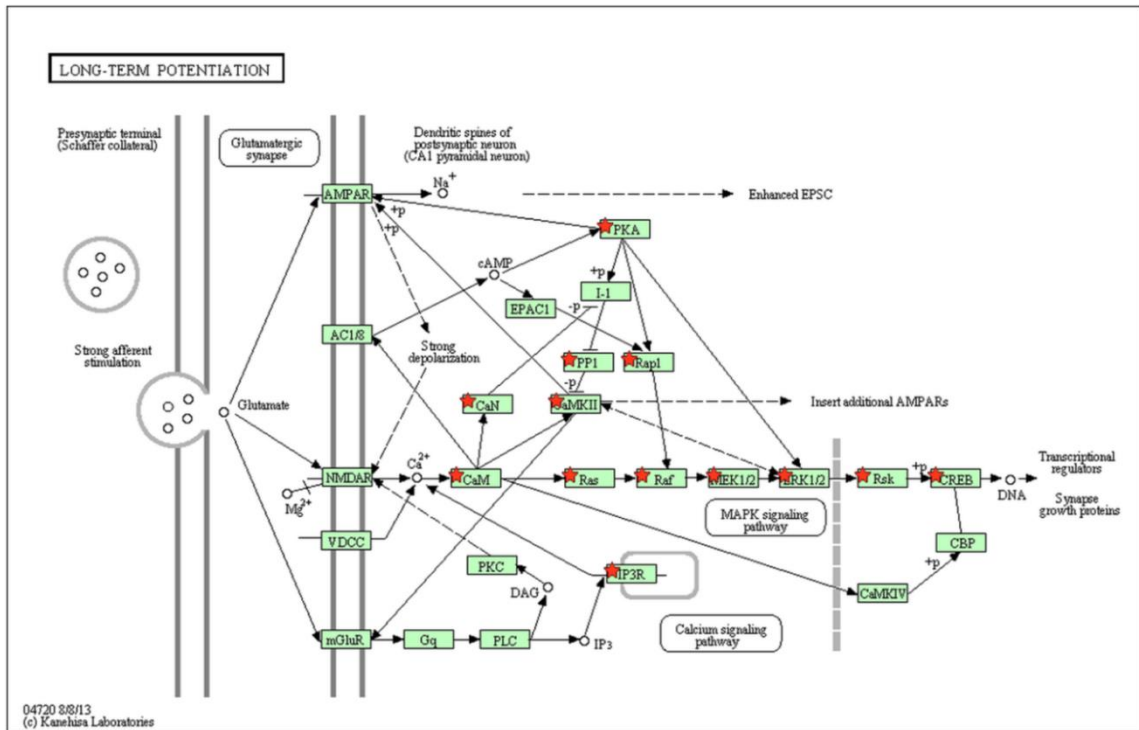 LONG-TERM POTENTIATION
Presynaptic terminal
(Schaffer collateral)
Glutamatergic
synapse
Dendritic spines of
postsynaptic neuron
(CA1 pyramidal neuron)
AMPAR
Na+
Enhanced EPSC
+p
+p
PKA
cAMP
+p
I-1
EPAC1
-p
AC1/8
Strong afferent
stimulation
Strong
depolarization
PP1
Rap1
-p
CaN
CaMKII
Insert additional AMPARs
Glutamate
Ca2+
NMDAR
CaM
Ras
Raf
MEK1/2
ERK1/2
Rsk
+p
CREB
DNA
Transcriptional
regulators
Synapse
growth proteins
Mg2+
MAPK signaling
pathway
VDCC
CBP
PKC
IP3R
+p
DAG
CaMKIV
mGluR
Gq
PLC
IP3
Calcium signaling
pathway
04720 8/8/13
(c) Kanehisa Laboratories